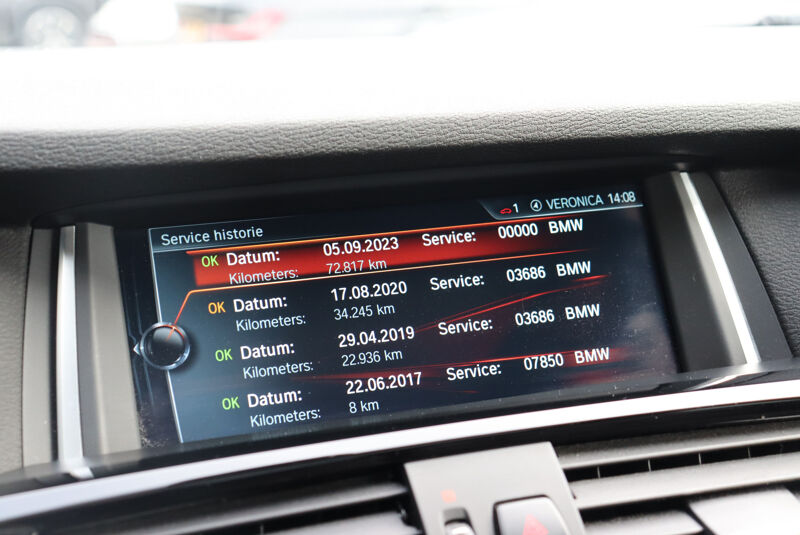 1 4 VERONICA 14:08
Service historie
OK Datum: 05.09.2023 Service: 00000 BMW
Kilometers: 72.817 km
OK Datum: 17.08.2020 Service: 03686 BMW
Kilometers: 34.245 km
OK Datum: 29.04.2019 Service: 03686 BMW
Kilometers: 22.936 km
OK Datum: 22.06.2017 Service: 07850 BMW
Kilometers: 8 km